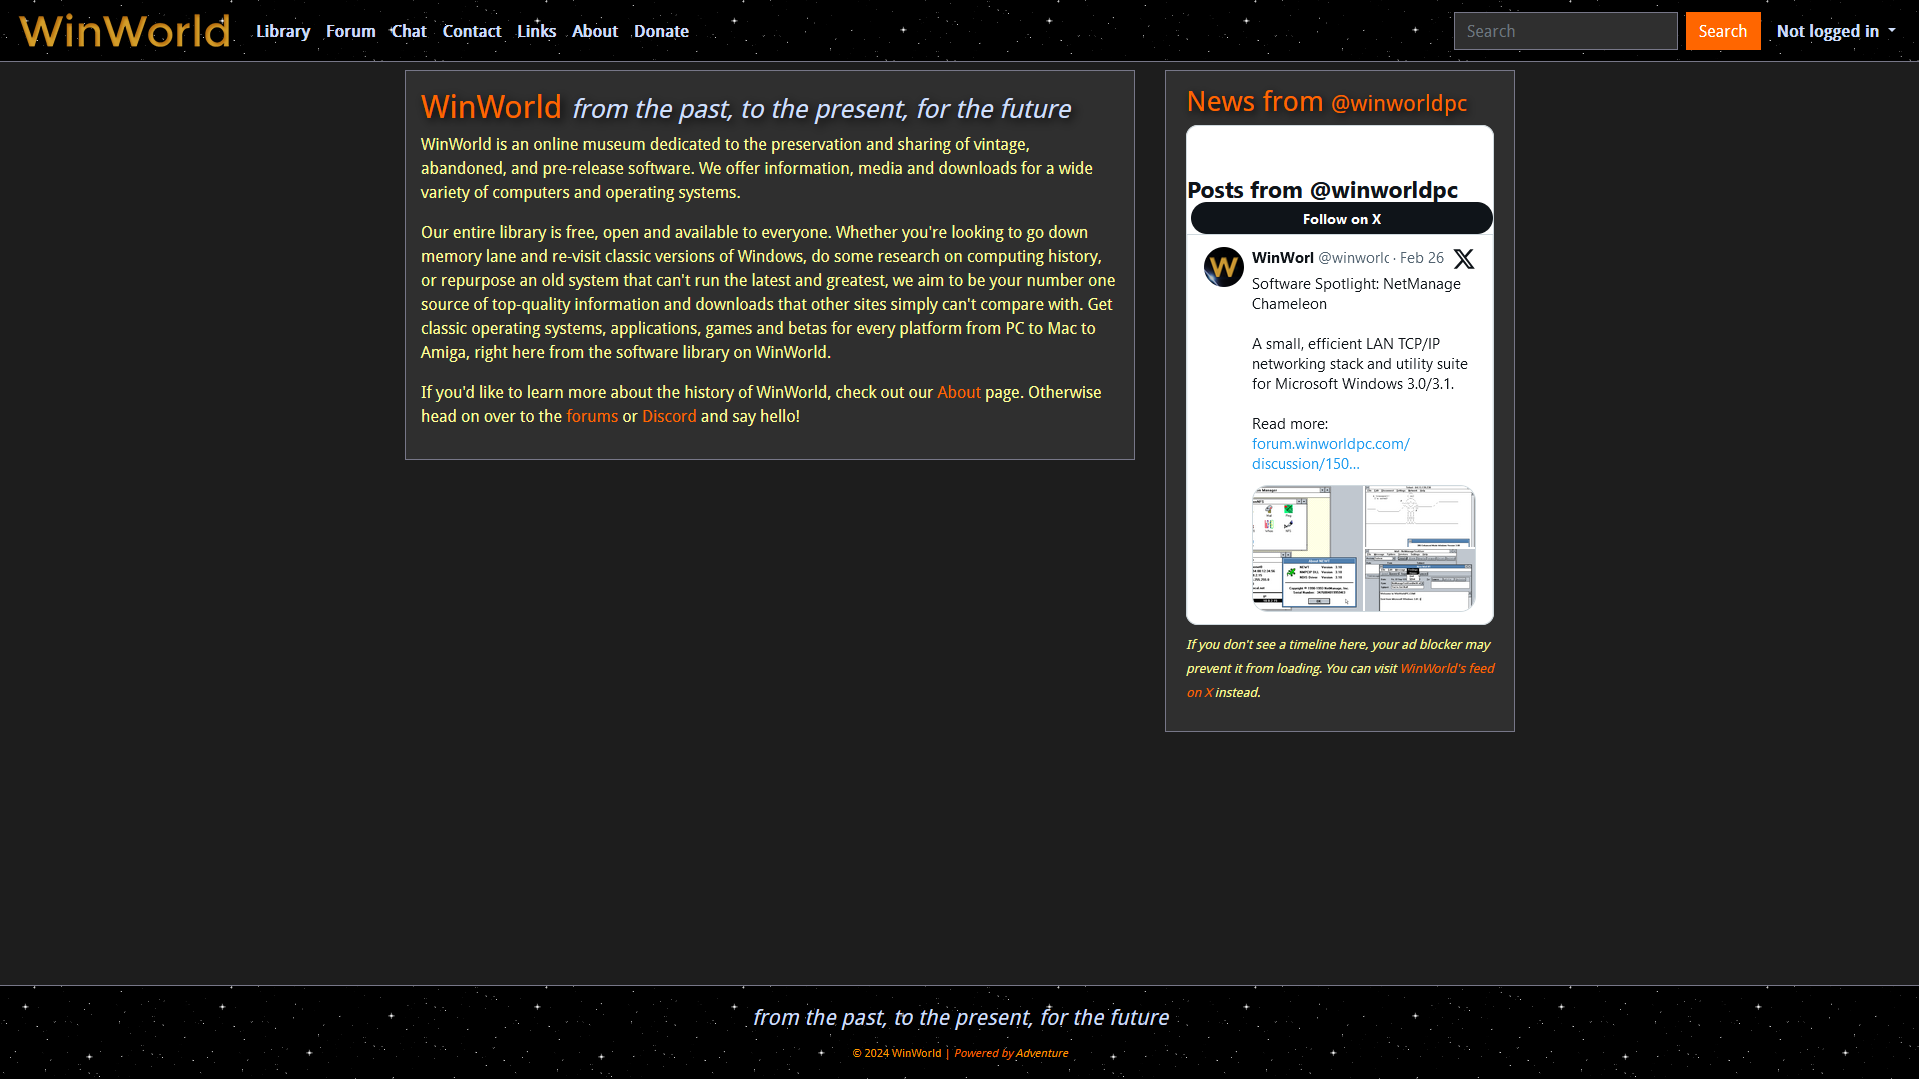 WinWorld Library Forum Chat Contact Links About Donate Search Search Not logged in
WinWorld from the past, to the present, for the future
WinWorld is an online museum dedicated to the preservation and sharing of vintage,
abandoned, and pre-release software. We offer information, media and downloads for a wide
variety of computers and operating systems.
Our entire library is free, open and available to everyone. Whether you're looking to go down
memory lane and re-visit classic versions of Windows, do some research on computing history,
or repurpose an old system that can't run the latest and greatest, we aim to be your number one
source of top-quality information and downloads that other sites simply can't compare with. Get
classic operating systems, applications, games and betas for every platform from PC to Mac to
Amiga, right here from the software library on WinWorld.
If you'd like to learn more about the history of WinWorld, check out our About page. Otherwise
head on over to the forums or Discord and say hello!
News from @winworldpc
Posts from @winworldpc
Follow on X
WinWorl @winworlc · Feb 26
Software Spotlight: NetManage
Chameleon
A small, efficient LAN TCP/IP
networking stack and utility suite
for Microsoft Windows 3.0/3.1.
Read more:
forum.winworldpc.com/
discussion/150…
If you don't see a timeline here, your ad blocker may
prevent it from loading. You can visit WinWorld's feed
on X instead.
from the past, to the present, for the future
© 2024 WinWorld | Powered by Adventure